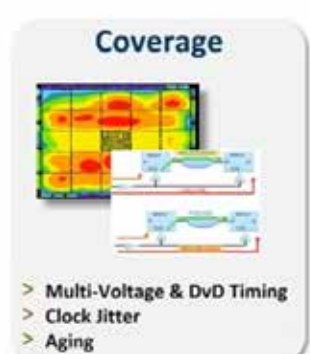 Coverage
> Multi-Voltage & DvD Timing
> Clock Jitter
> Aging